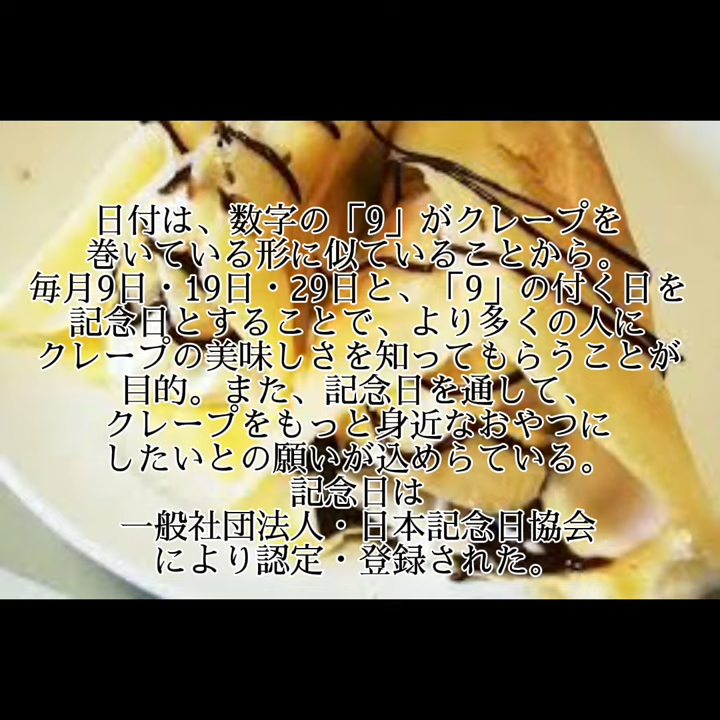 日付は、数字の「9」がクレープを
巻いている形に似ていることから。
毎月9日・19日・29日と、「9」の付く日を
記念日とすることで、より多くの人に
クレープの美味しさを知ってもらうことが
目的。また、記念日を通して、
クレープをもっと身近なおやつに
したいとの願いが込めらている。
記念日は
一般社団法人・日本記念日協会
により認定・登録された。